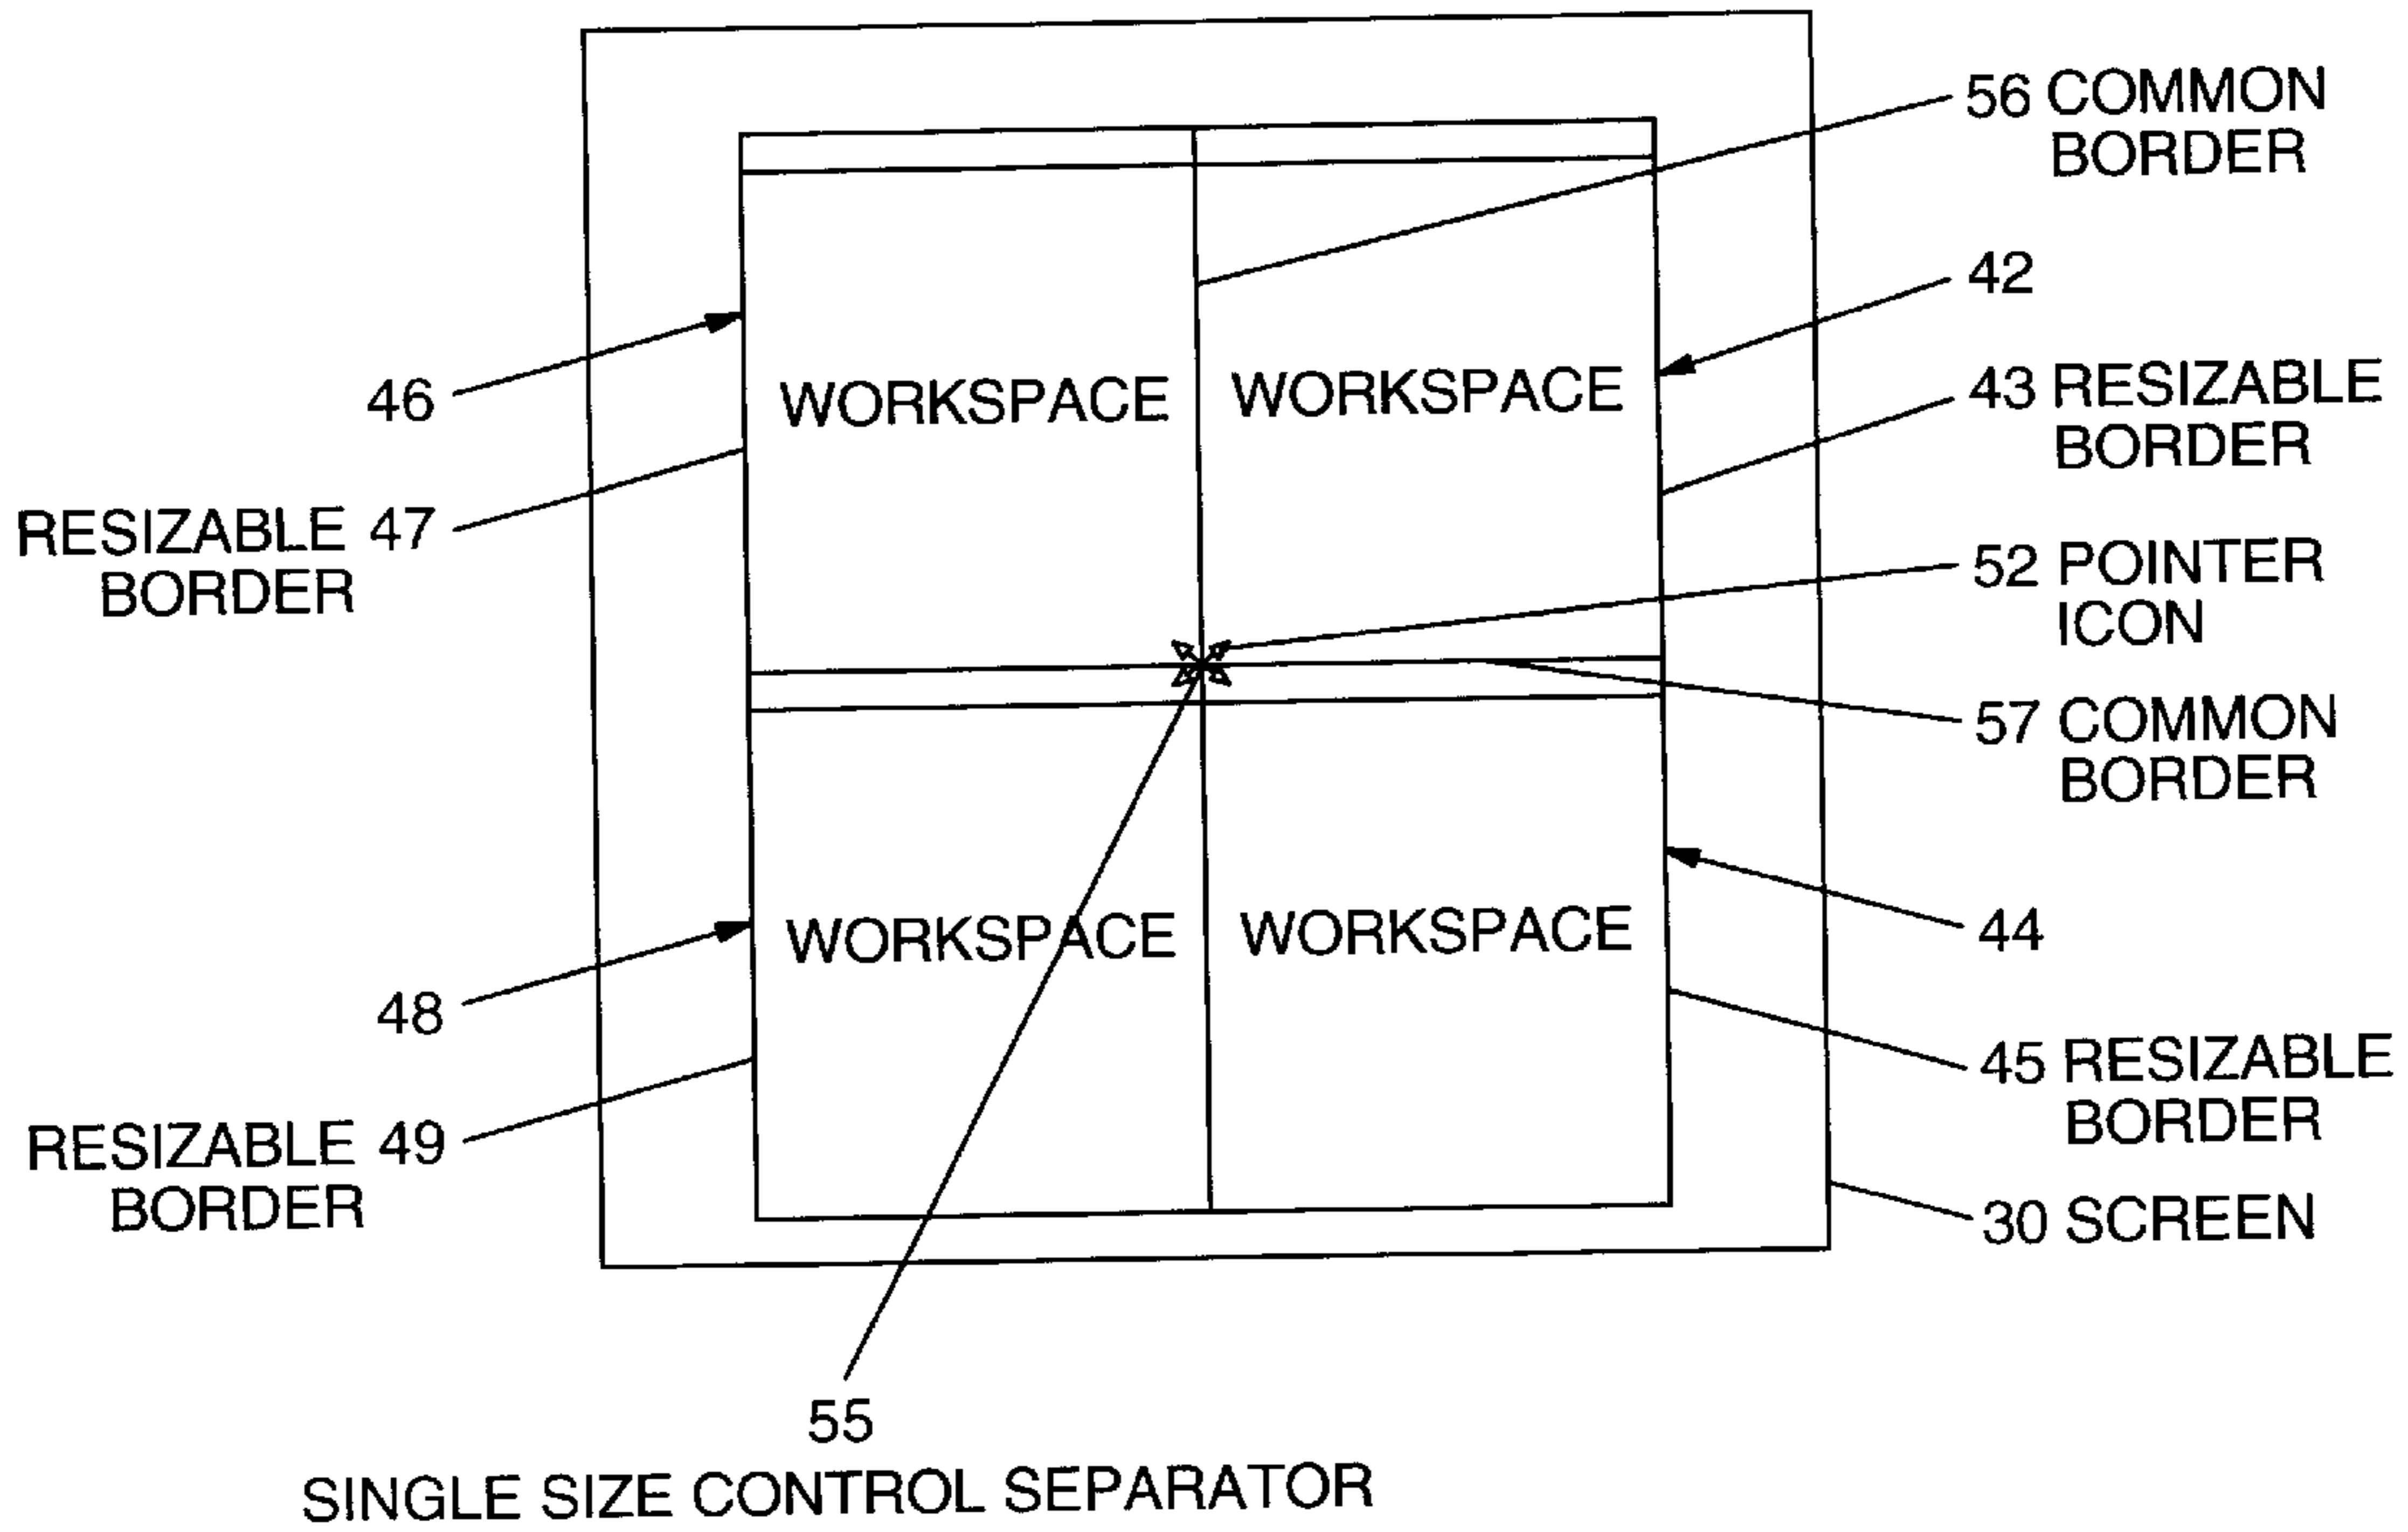 56 COMMON
BORDER
42
46
WORKSPACE WORKSPACE
43 RESIZABLE
BORDER
RESIZABLE 47
BORDER
52 POINTER
ICON
57 COMMON
BORDER
WORKSPACE WORKSPACE
44
48
45 RESIZABLE
BORDER
RESIZABLE 49
BORDER
30 SCREEN
55
SINGLE SIZE CONTROL SEPARATOR